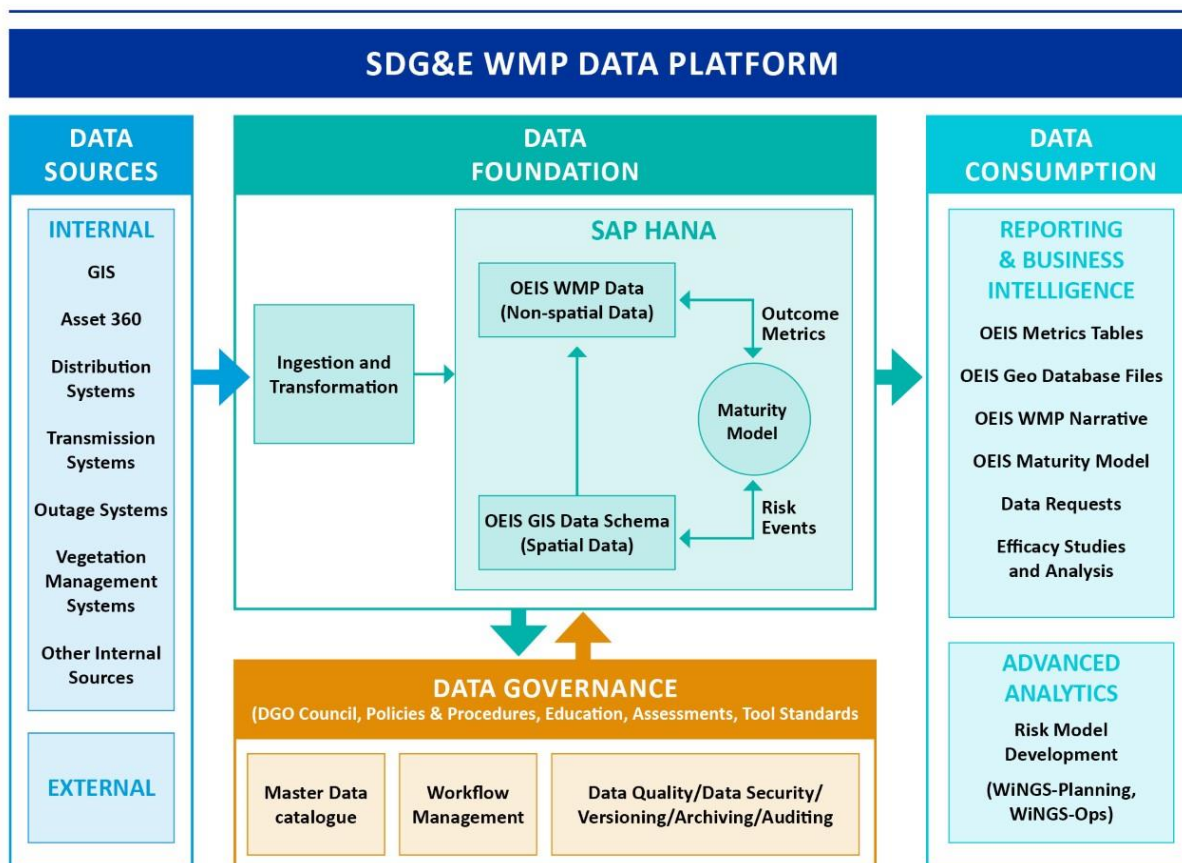 SDG&E WMP DATA PLATFORM
DATA
SOURCES
INTERNAL
GIS
Asset 360
Distribution
Systems
Transmission
Systems
Outage Systems
Vegetation
Management
Systems
Other Internal
Sources
EXTERNAL
DATA
FOUNDATION
Ingestion and
Transformation
SAP HANA
OEIS WMP Data
(Non-spatial Data)
Outcome
Metrics
Maturity
Model
OEIS GIS Data Schema
(Spatial Data)
Risk
Events
DATA GOVERNANCE
(DGO Council, Policies & Procedures, Education, Assessments, Tool Standards
Master Data
catalogue
Workflow
Management
Data Quality/Data Security/
Versioning/Archiving/Auditing
DATA
CONSUMPTION
REPORTING
& BUSINESS
INTELLIGENCE
OEIS Metrics Tables
OEIS Geo Database Files
OEIS WMP Narrative
OEIS Maturity Model
Data Requests
Efficacy Studies
and Analysis
ADVANCED
ANALYTICS
Risk Model
Development
(WiNGS-Planning,
WiNGS-Ops)